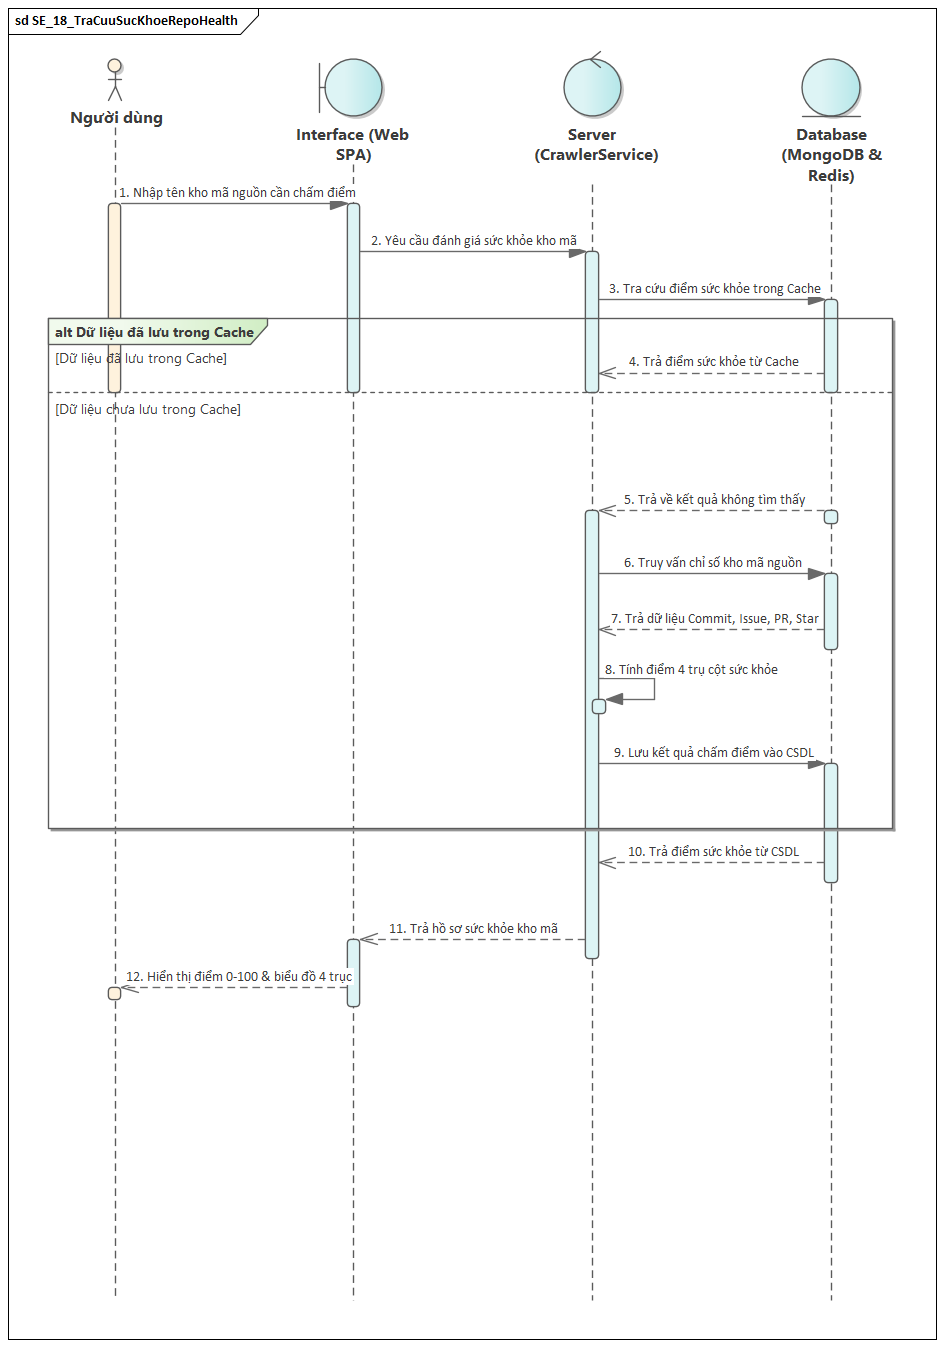 sd SE_18_TraCuuSucKhoeRepoHealth
Người dùng
Interface (Web
SPA)
Server
(CrawlerService)
Database
(MongoDB &
Redis)
1. Nhập tên kho mã nguồn cần chấm điểm
2. Yêu cầu đánh giá sức khỏe kho mã
3. Tra cứu điểm sức khỏe trong Cache
alt Dữ liệu đã lưu trong Cache
[Dữ liệu đã lưu trong Cache]
4. Trả điểm sức khỏe từ Cache
[Dữ liệu chưa lưu trong Cache]
5. Trả về kết quả không tìm thấy
6. Truy vấn chỉ số kho mã nguồn
7. Trả dữ liệu Commit, Issue, PR, Star
8. Tính điểm 4 trụ cột sức khỏe
9. Lưu kết quả chấm điểm vào CSDL
10. Trả điểm sức khỏe từ CSDL
11. Trả hồ sơ sức khỏe kho mã
12. Hiển thị điểm 0-100 & biểu đồ 4 trục